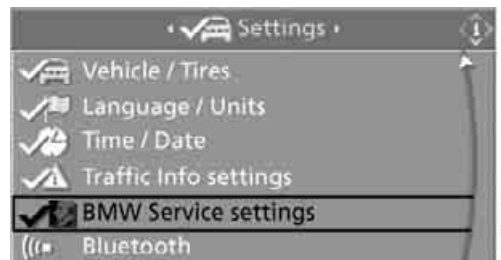 Settings
Vehicle / Tires
Language / Units
Time / Date
Traffic Info settings
BMW Service settings
Bluetooth